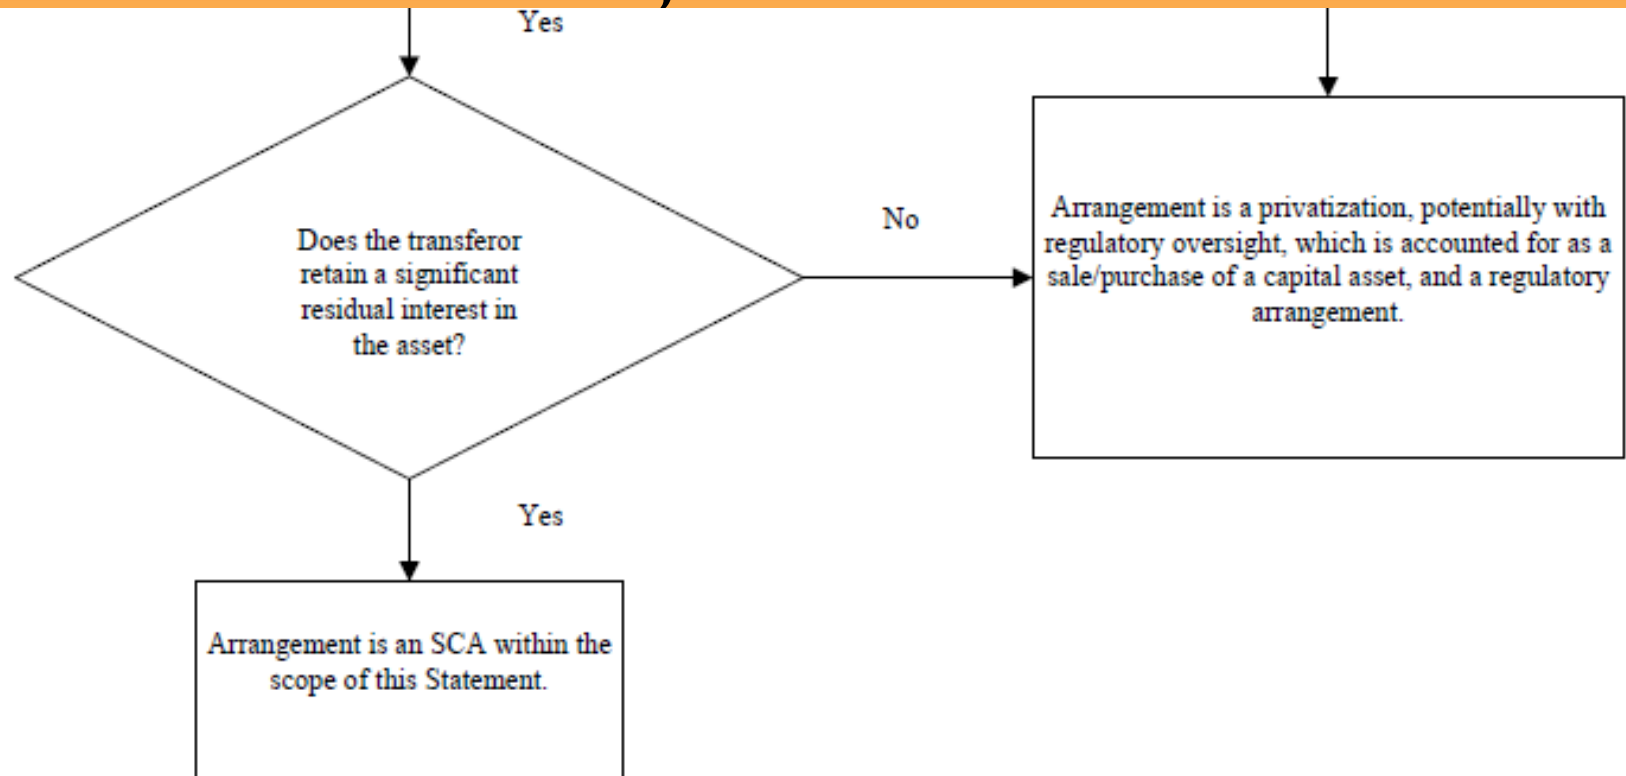 Yes
Does the transferor
retain a significant
residual interest in
the asset?
No
Arrangement is a privatization, potentially with
regulatory oversight, which is accounted for as a
sale/purchase of a capital asset, and a regulatory
arrangement.
Yes
Arrangement is an SCA within the
scope of this Statement.